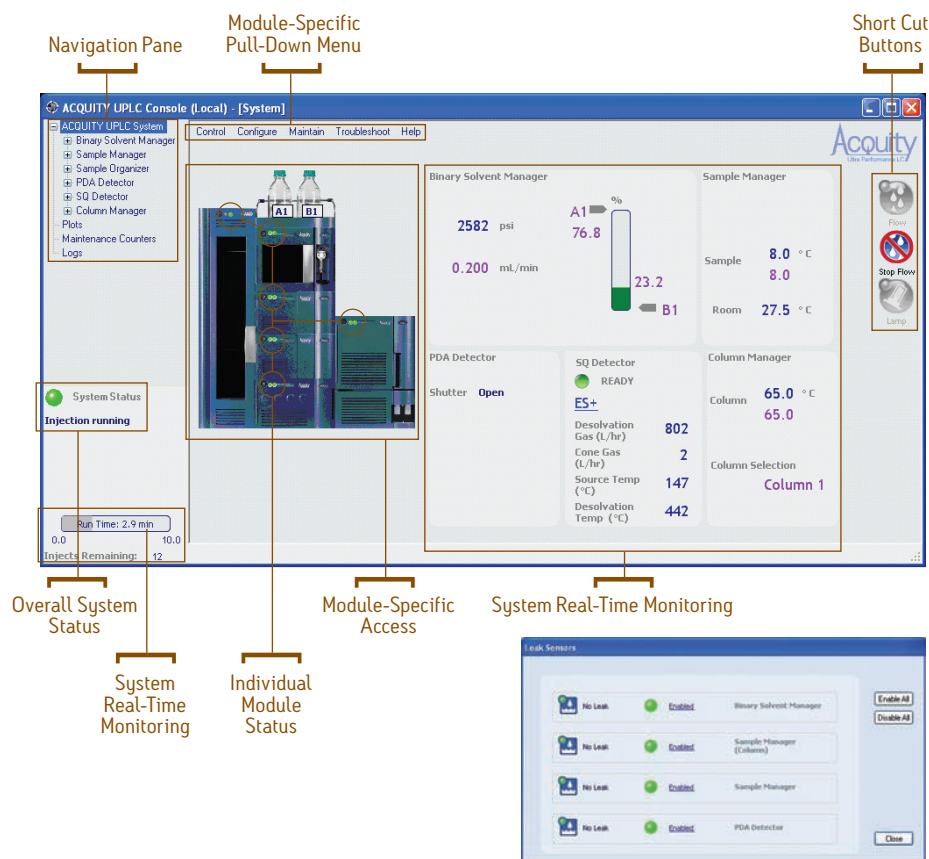 Navigation Pane
Module-Specific
Pull-Down Menu
Short Cut
Buttons
ACQUITY UPLC Console (Local) - [System]
ACQUITY UPLC System
Binary Solvent Manager
Sample Manager
Sample Organizer
PDA Detector
SQ Detector
Column Manager
Plots
Maintenance Counters
Logs
Control Configure Maintain Troubleshoot Help
Acquity
Ultra Performance LC
A1 B1
Binary Solvent Manager
2582 psi
0.200 mL/min
%
A1
76.8
23.2
B1
Sample Manager
Sample 8.0 °C
8.0
Room 27.5 °C
Flow
Stop Flow
Lamp
PDA Detector
Shutter Open
SQ Detector
READY
ES+
Desolvation
Gas (L/hr) 802
Cone Gas
(L/hr) 2
Source Temp
(°C) 147
Desolvation
Temp (°C) 442
Column Manager
Column 65.0 °C
65.0
Column Selection
Column 1
System Status
Injection running
Run Time: 2.9 min
0.0 10.0
Injects Remaining: 12
Overall System
Status
Module-Specific
Access
System Real-Time Monitoring
System
Real-Time
Monitoring
Individual
Module
Status
Leak Sensors
No Leak Enabled Binary Solvent Manager
No Leak Enabled Sample Manager
(Column)
No Leak Enabled Sample Manager
No Leak Enabled PDA Detector
Enable All
Disable All
Close